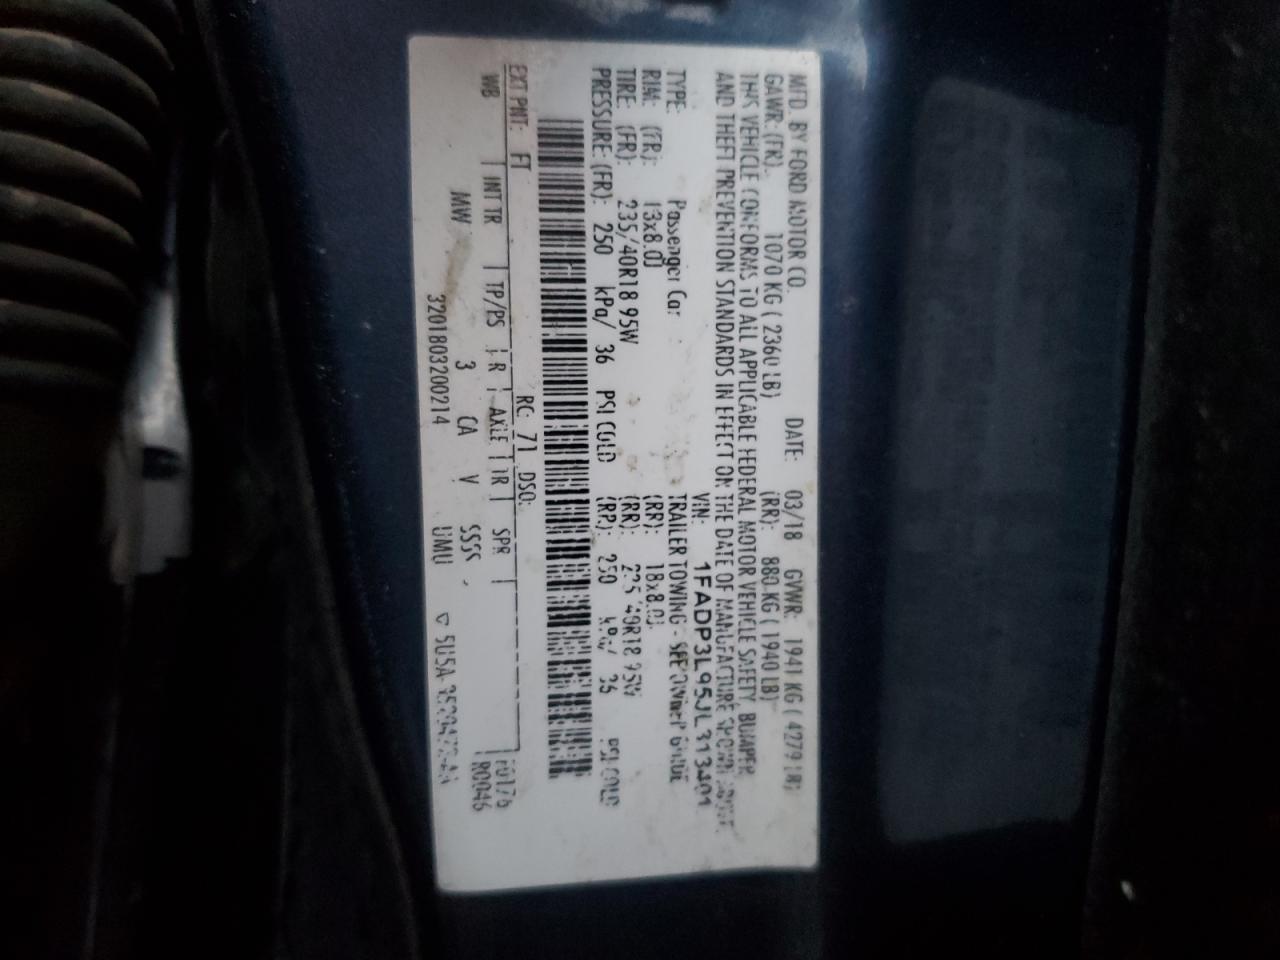 MFD. BY FORD MOTOR CO. DATE: 03/18 GVWR: 1941 KG ( 4279 LB)
GAWR: (FR). 1070 KG ( 2360 LB) (RR): 880 KG ( 1940 LB)
THIS VEHICLE CONFORMS TO ALL APPLICABLE FEDERAL MOTOR VEHICLE SAFETY BUMPER,
AND THEFT PREVENTION STANDARDS IN EFFECT ON THE DATE OF MANUFACTURE SHOWN ABOVE.
VIN: 1FADP3L95JL313401
TYPE: Passenger Car TRAILER TOWING - SEE OWNER GUIDE
RIM: (FR): 18x8.0J (RR): 18x8.0J
TIRE: (FR): 235/40R18 95W (RR): 235/40R18 95W
PRESSURE: (FR): 250 kPa/ 36 PSI COLD (RR): 250 kPa/ 36 PSI COLD
EXT PNT: FT RC: 71 DSO:
WB INT TR TP/PS R AXLE TR SPR F0176
MW 3 CA V SSSS R0046
3201803200214 UMU